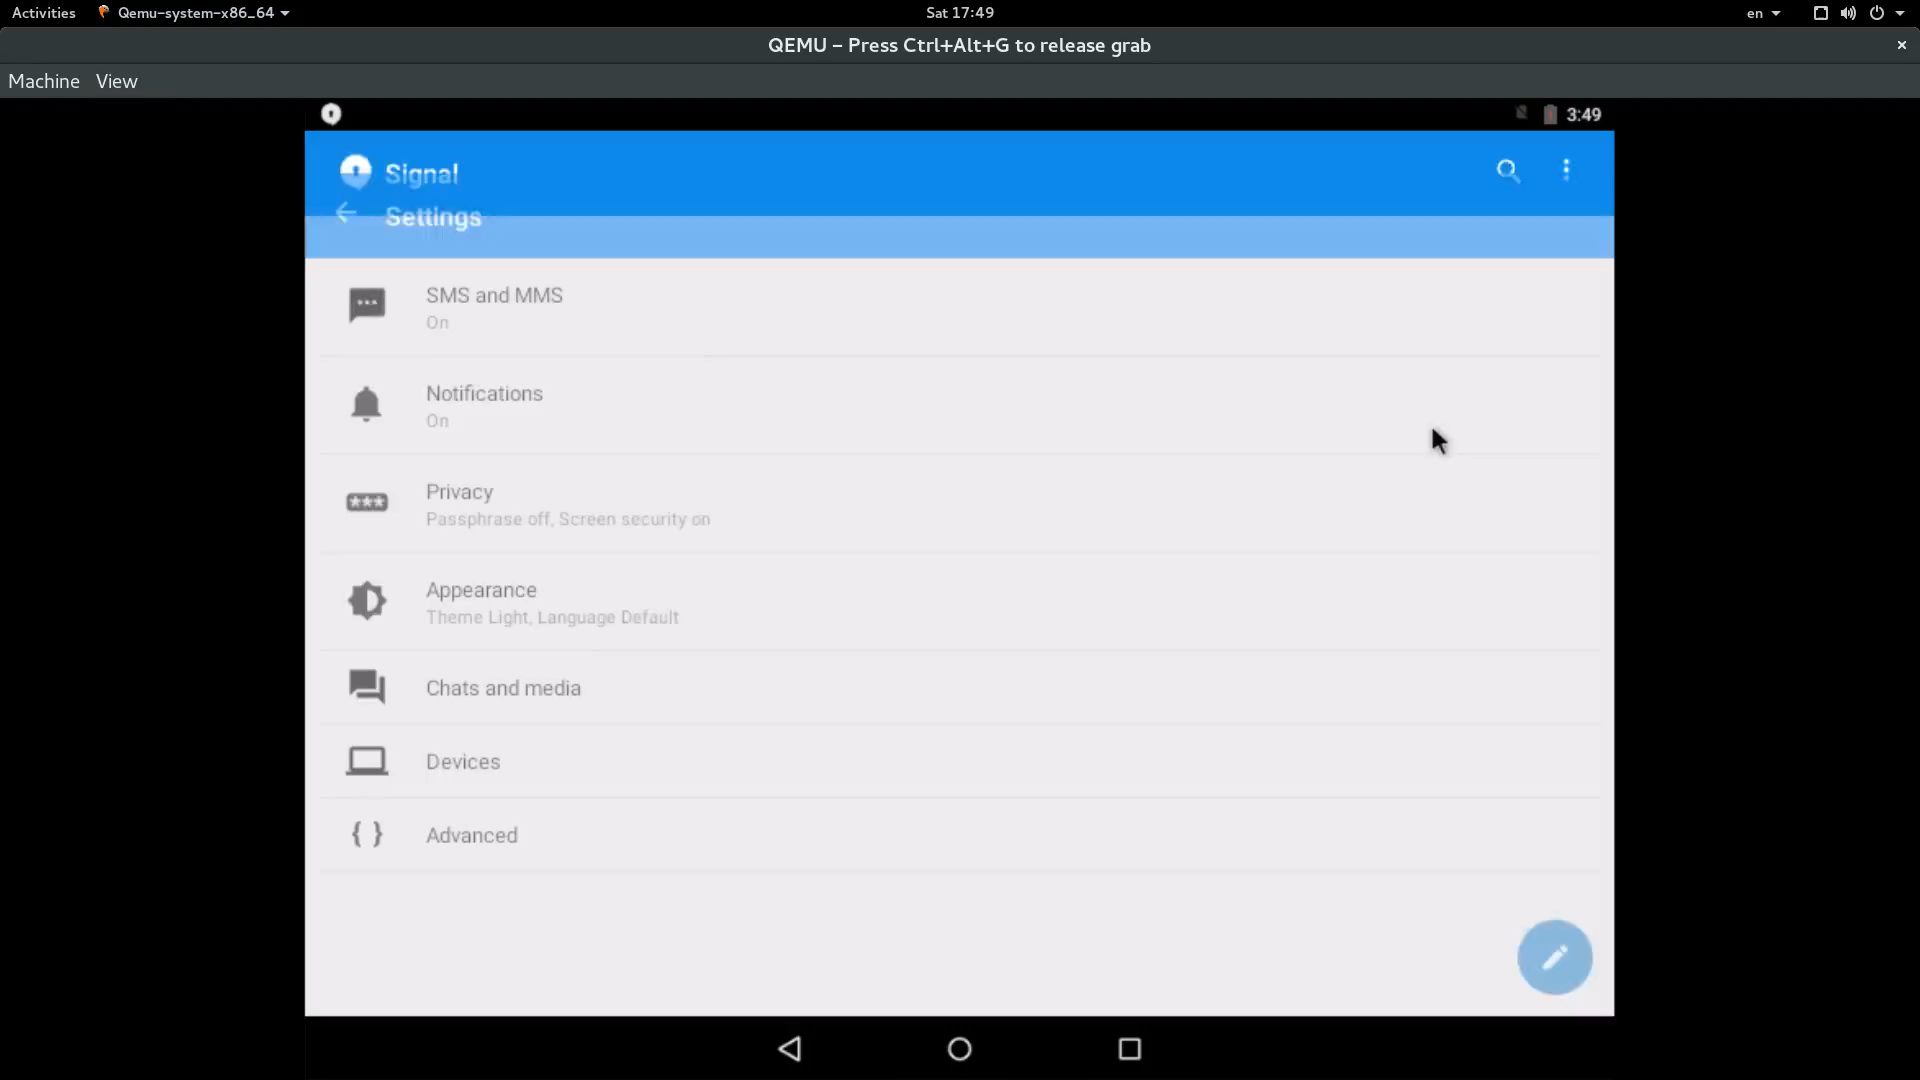 Activities Qemu-system-x86_64 Sat 17:49 en
QEMU – Press Ctrl+Alt+G to release grab
Machine View
3:49
Signal
Settings
SMS and MMS
On
Notifications
On
Privacy
Passphrase off, Screen security on
Appearance
Theme Light, Language Default
Chats and media
Devices
Advanced